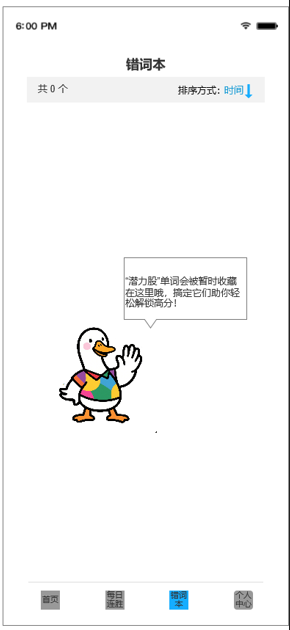 6:00 PM
错词本
共 0 个 排序方式：时间
“潜力股”单词会被暂时收藏
在这里哦，搞定它们助你轻
松解锁高分！
首页 每日 错词 个人
连胜 本 中心